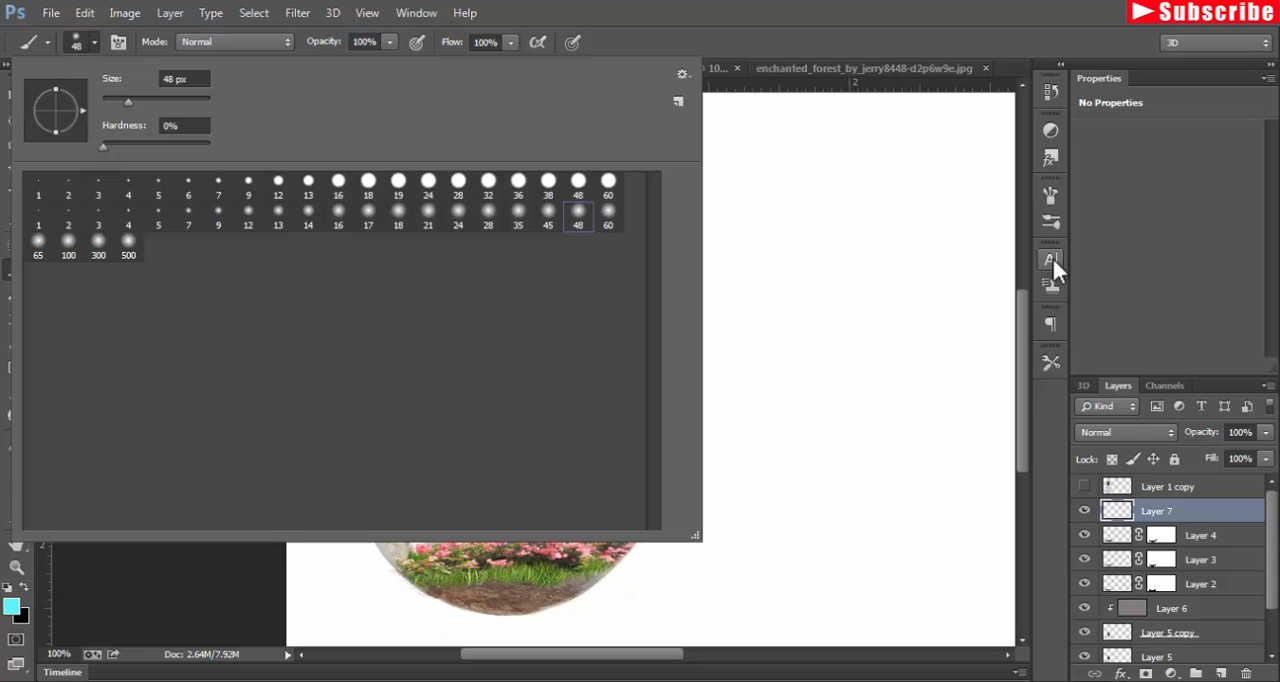 Ps File Edit Image Layer Type Select Filter 3D View Window Help
Subscribe
48 Mode: Normal Opacity: 100% Flow: 100% 3D
10... × enchanted_forest_by_jerry8448-d2p6w9e.jpg ×
Size: 48 px
Hardness: 0%
1 2 3 4 5 6 7 9 12 13 16 18 19 24 28 32 36 38 48 60
1 2 3 4 5 7 9 12 13 14 16 17 18 21 24 28 35 45 48 60
65 100 300 500
2
Properties
No Properties
3D Layers Channels
Kind
Normal Opacity: 100%
Lock: Fill: 100%
Layer 1 copy
Layer 7
Layer 4
Layer 3
Layer 2
Layer 6
Layer 5 copy
Layer 5
2
100% Doc: 2.64M/7.92M
Timeline